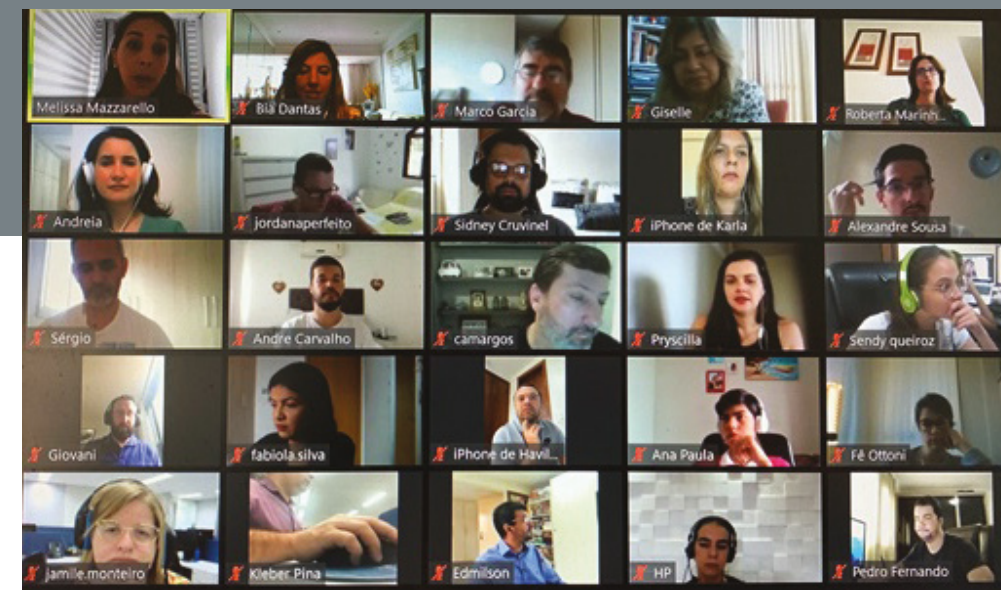 Melissa Mazzarello
Bia Dantas
Marco Garcia
Giselle
Roberta Marinh...
Andreia
jordanaperfeito
Sidney Cruvinel
iPhone de Karla
Alexandre Sousa
Sérgio
Andre Carvalho
camargos
Pryscilla
Sendy queiroz
Giovani
fabiola.silva
iPhone de Havil...
Ana Paula
Fê Ottoni
jamile.monteiro
Kleber Pina
Edmilson
HP
Pedro Fernando